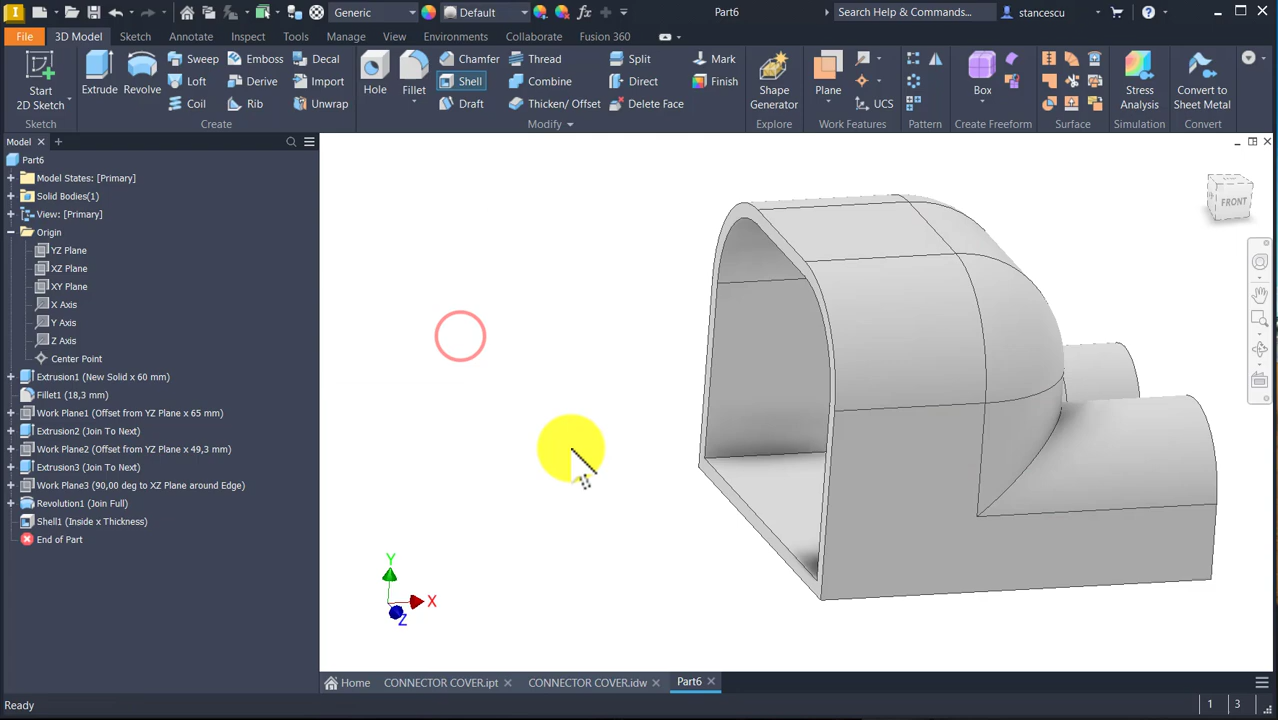 Generic
Default
Part6
Search Help & Commands...
stancescu
File
3D Model
Sketch
Annotate
Inspect
Tools
Manage
View
Environments
Collaborate
Fusion 360
Start
2D Sketch
Extrude
Revolve
Sweep
Loft
Coil
Emboss
Derive
Rib
Decal
Import
Unwrap
Hole
Fillet
Chamfer
Shell
Draft
Thread
Combine
Thicken/ Offset
Split
Direct
Delete Face
Mark
Finish
Shape
Generator
Plane
UCS
Box
Stress
Analysis
Convert to
Sheet Metal
Sketch
Create
Modify
Explore
Work Features
Pattern
Create Freeform
Surface
Simulation
Convert
Model
Part6
Model States: [Primary]
Solid Bodies(1)
View: [Primary]
Origin
YZ Plane
XZ Plane
XY Plane
X Axis
Y Axis
Z Axis
Center Point
Extrusion1 (New Solid x 60 mm)
Fillet1 (18,3 mm)
Work Plane1 (Offset from YZ Plane x 65 mm)
Extrusion2 (Join To Next)
Work Plane2 (Offset from YZ Plane x 49,3 mm)
Extrusion3 (Join To Next)
Work Plane3 (90,00 deg to XZ Plane around Edge)
Revolution1 (Join Full)
Shell1 (Inside x Thickness)
End of Part
FRONT
Y
X
Z
Home
CONNECTOR COVER.ipt
CONNECTOR COVER.idw
Part6
Ready
1
3